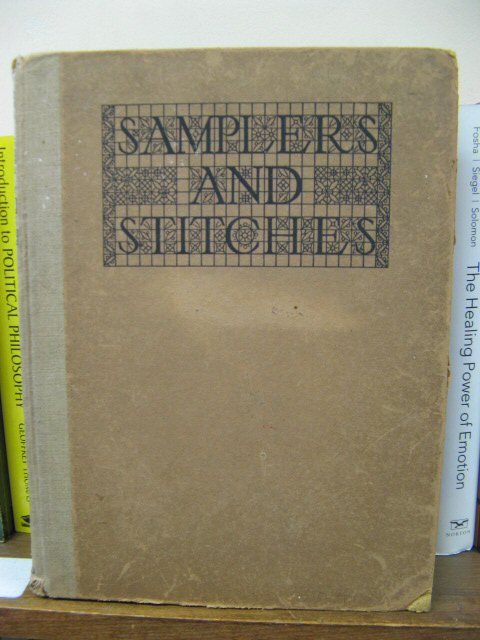 SAMPLERS
AND
STITCHES
Introduction to POLITICAL PHILOSOPHY
Fosha | Siegel | Solomon
The Healing Power of Emotion
NORTON